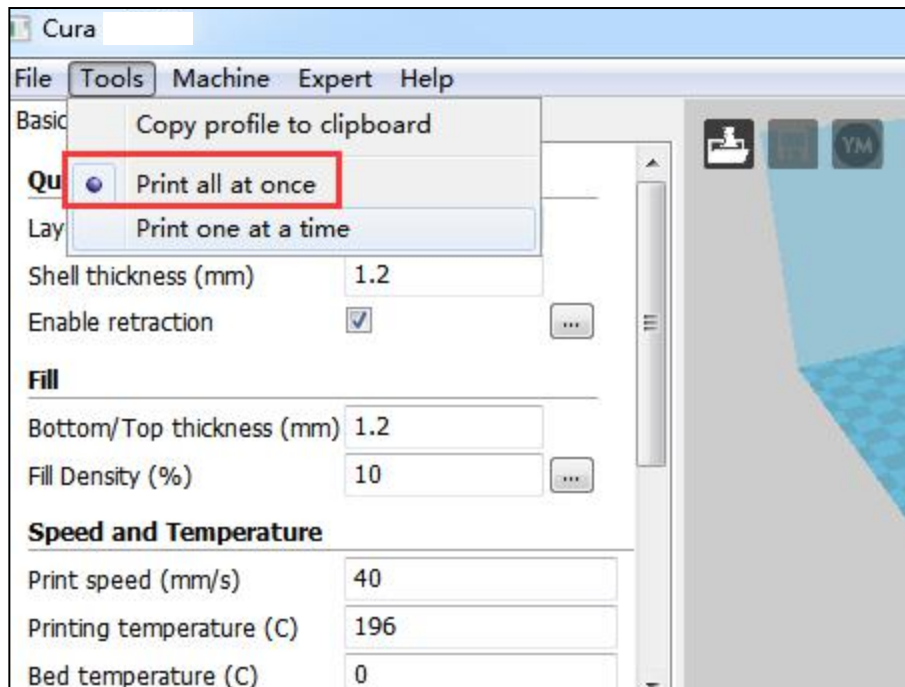 Cura
File Tools Machine Expert Help
Basic
Copy profile to clipboard
Qu
Print all at once
Lay
Print one at a time
Shell thickness (mm) 1.2
Enable retraction ...
Fill
Bottom/Top thickness (mm) 1.2
Fill Density (%) 10 ...
Speed and Temperature
Print speed (mm/s) 40
Printing temperature (C) 196
Bed temperature (C) 0
YM